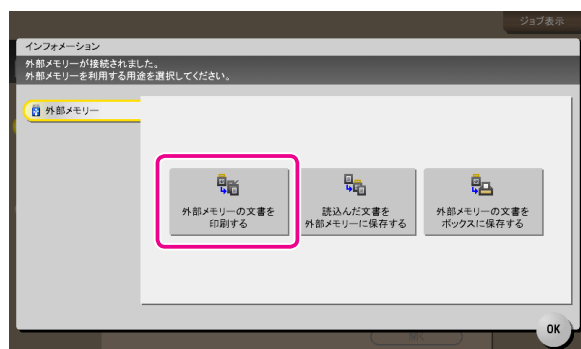 ジョブ表示
インフォメーション
外部メモリーが接続されました。
外部メモリーを利用する用途を選択してください。
外部メモリー
外部メモリーの文書を
印刷する
読込んだ文書を
外部メモリーに保存する
外部メモリーの文書を
ボックスに保存する
開く
OK